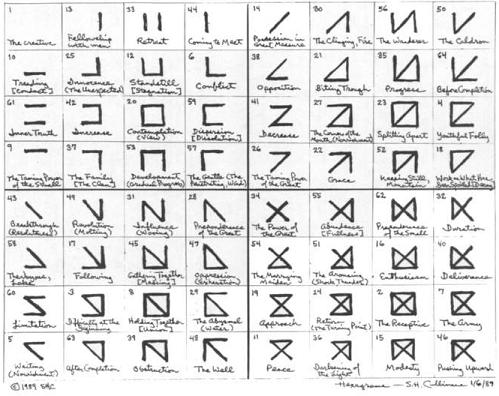 1 13 33 44 14 30 56 50
The Creative Fellowship with men Retreat Coming to Meet Possession in Great Measure The Clinging, Fire The Wanderer The Caldron
10 25 12 6 38 21 35 64
Treading [Conduct] Innocence (The Unexpected) Standstill [Stagnation] Conflict Opposition Biting Through Progress Before Completion
61 42 20 59 41 27 23 4
Inner Truth Increase Contemplation (View) Dispersion [Dissolution] Decrease The Corners of the Mouth (Nourishment) Splitting Apart Youthful Folly
9 37 53 57 26 22 52 18
The Taming Power of the Small The Family [The Clan] Development (Gradual Progress) The Gentle (The Penetrating, Wind) The Taming Power of the Great Grace Keeping Still, Mountain Work on What Has Been Spoiled [Decay]
43 49 31 28 34 55 62 32
Breakthrough (Resoluteness) Revolution (Molting) Influence (Wooing) Preponderance of the Great The Power of the Great Abundance [Fullness] Preponderance of the Small Duration
58 17 45 47 54 51 16 40
The Joyous, Lake Following Gathering Together [Massing] Oppression (Exhaustion) The Marrying Maiden The Arousing (Shock, Thunder) Enthusiasm Deliverance
60 3 8 29 19 24 2 7
Limitation Difficulty at the Beginning Holding Together [Union] The Abysmal (Water) Approach Return (The Turning Point) The Receptive The Army
5 63 39 48 11 36 15 46
Waiting (Nourishment) After Completion Obstruction The Well Peace Darkening of the Light Modesty Pushing Upward
© 1989 SHC Hexagrams — S.H. Cullinane 1/6/89